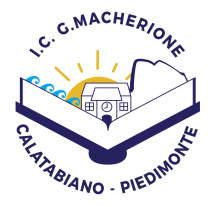 I.C. G.MACHERIONE
CALATABIANO - PIEDIMONTE